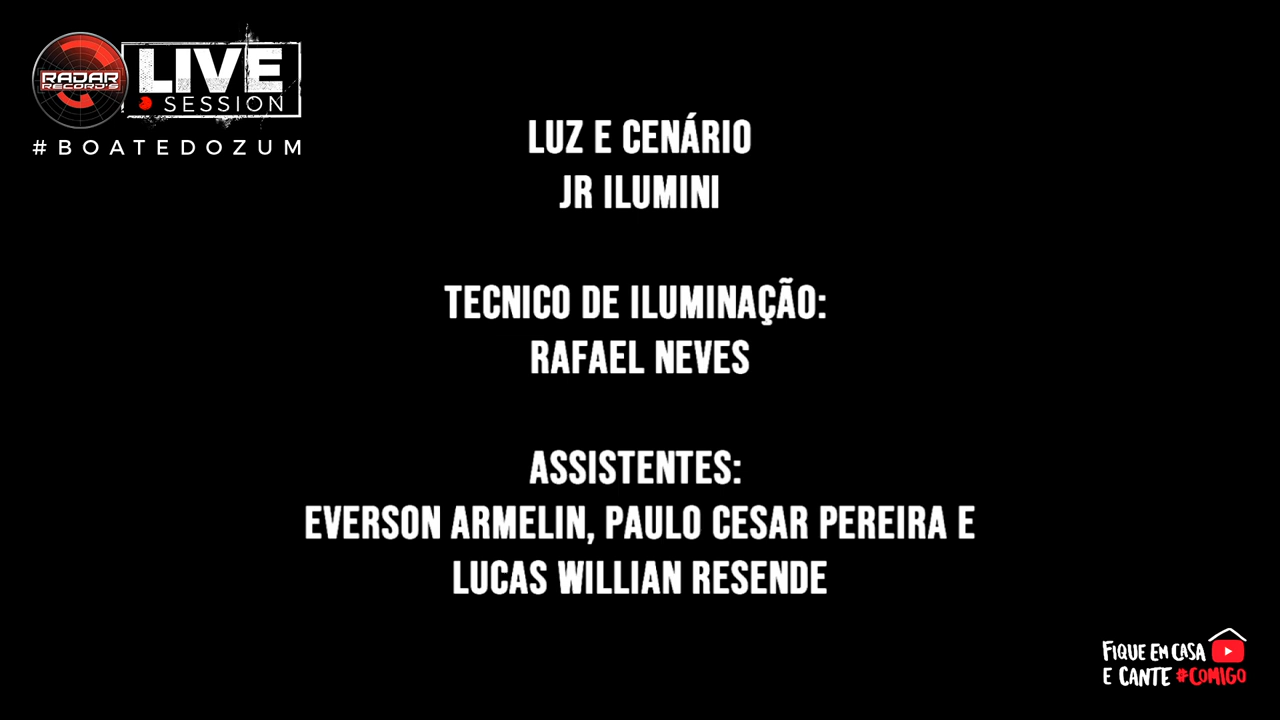 RADAR
RECORD'S
LIVE
SESSION
#BOATEDOZUM
LUZ E CENÁRIO
JR ILUMINI
TECNICO DE ILUMINAÇÃO:
RAFAEL NEVES
ASSISTENTES:
EVERSON ARMELIN, PAULO CESAR PEREIRA E
LUCAS WILLIAN RESENDE
FIQUE EM CASA
E CANTE #COMIGO